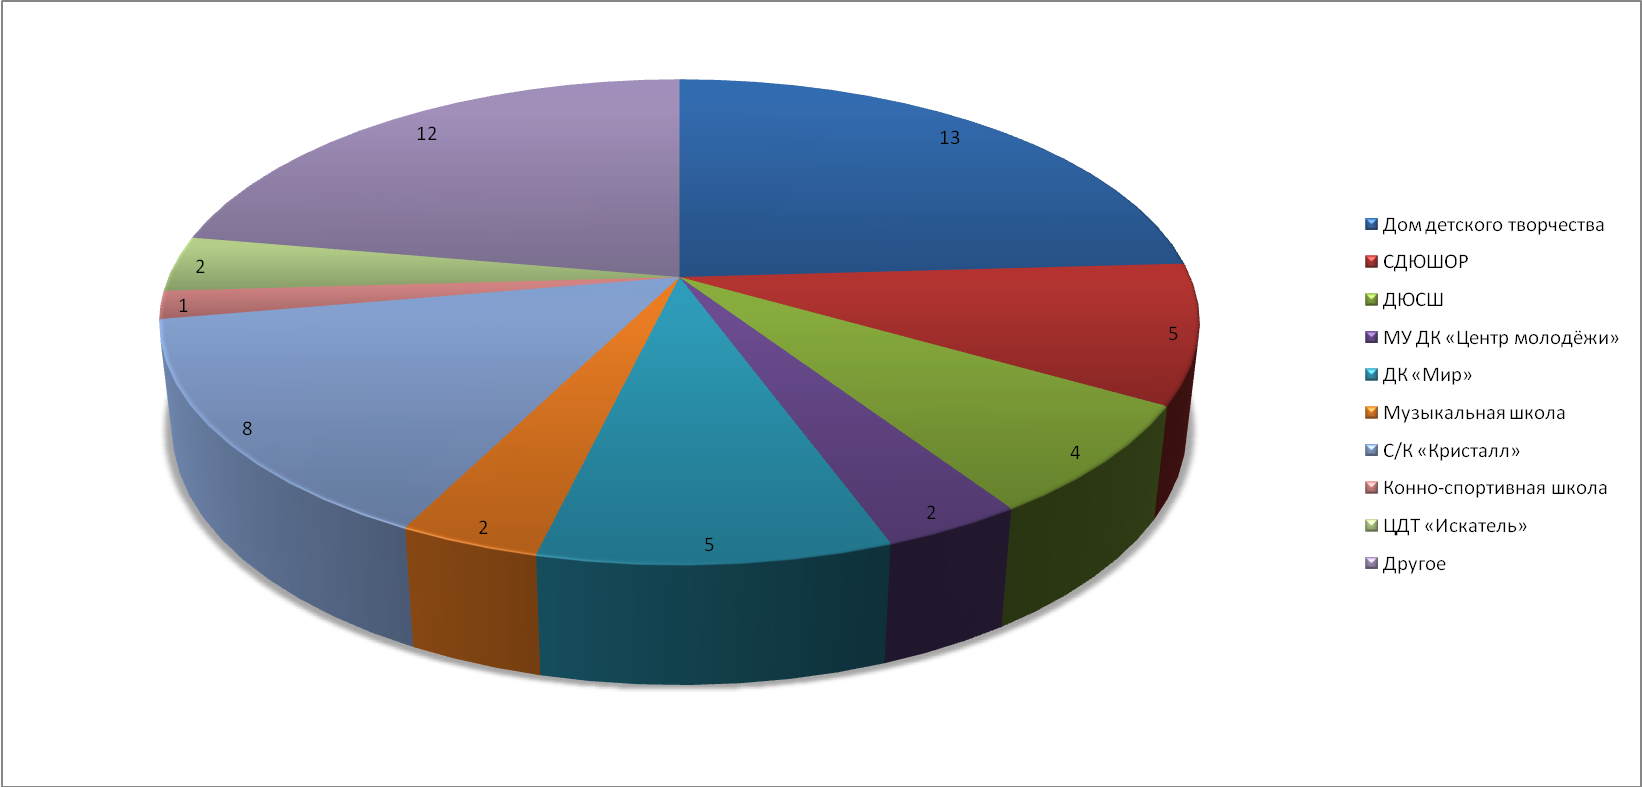 12
13
2
1
5
8
4
2
2
5
Дом детского творчества
СДЮШОР
ДЮСШ
МУ ДК «Центр молодёжи»
ДК «Мир»
Музыкальная школа
С/К «Кристалл»
Конно-спортивная школа
ЦДТ «Искатель»
Другое